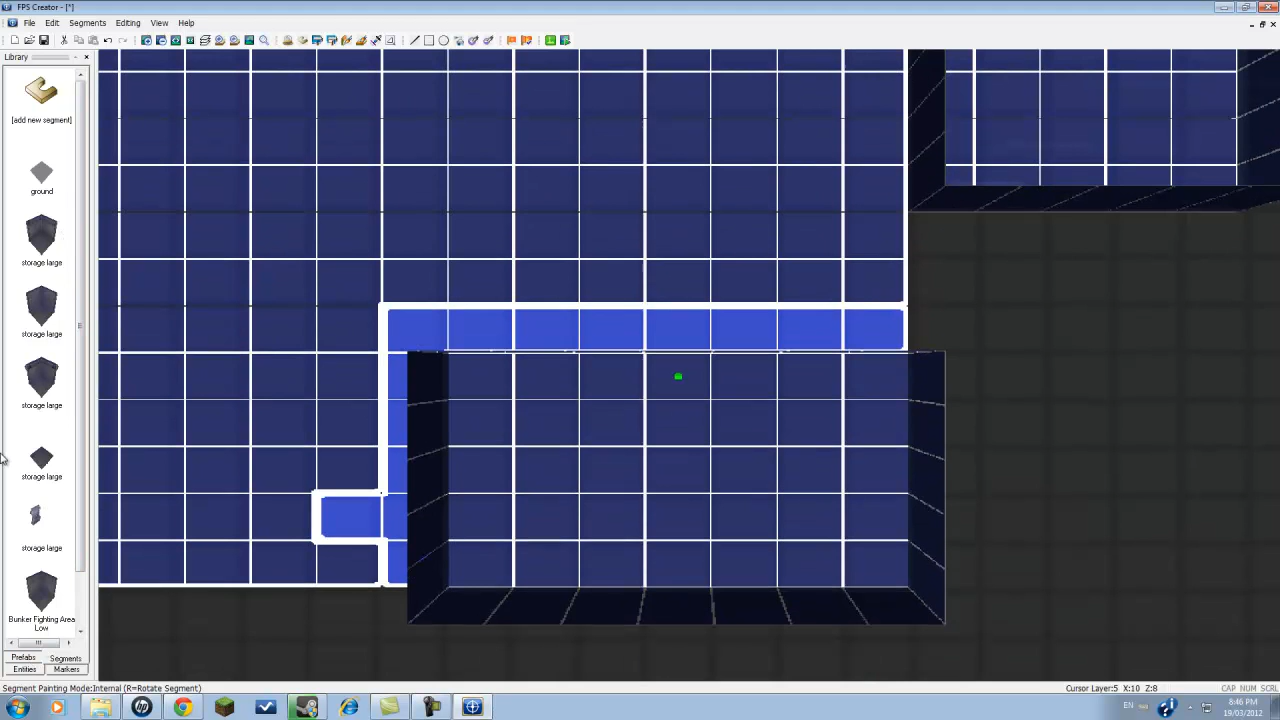 FPS Creator - [*]
File Edit Segments Editing View Help
Library
[add new segment]
ground
storage large
storage large
storage large
storage large
storage large
Bunker Fighting Area
Low
Prefabs Segments
Entities Markers
Segment Painting Mode:Internal (R=Rotate Segment)
Cursor Layer:5 X:10 Z:8
CAP NUM SCRL
EN
8:46 PM
19/03/2012